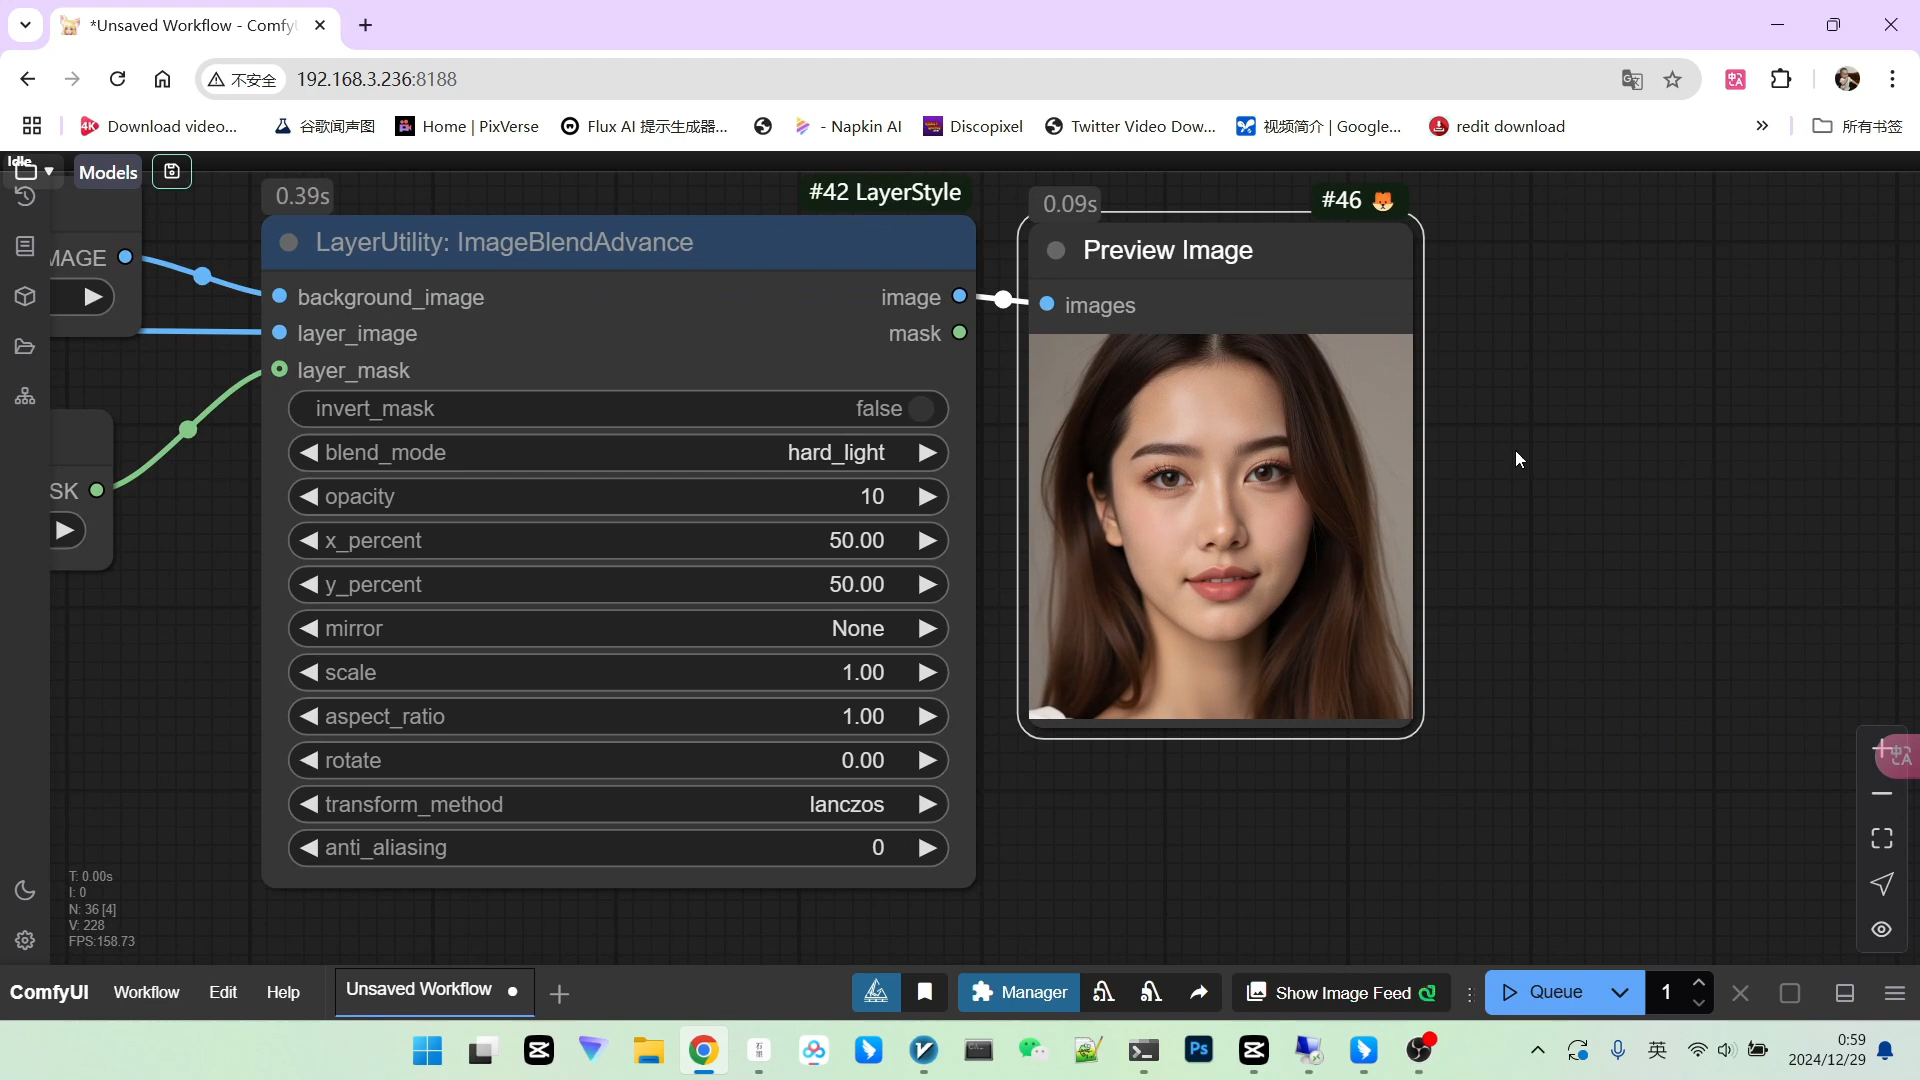 *Unsaved Workflow - Comfy
不安全
192.168.3.236:8188
Download video...
谷歌闻声图
Home | PixVerse
Flux AI 提示生成器...
- Napkin AI
Discopixel
Twitter Video Dow...
视频简介 | Google...
redit download
所有书签
Idle
Models
0.39s
#42 LayerStyle
0.09s
#46
MAGE
LayerUtility: ImageBlendAdvance
Preview Image
background_image
image
images
layer_image
mask
layer_mask
invert_mask
false
blend_mode
hard_light
opacity
10
SK
x_percent
50.00
y_percent
50.00
mirror
None
scale
1.00
aspect_ratio
1.00
rotate
0.00
transform_method
lanczos
anti_aliasing
0
T: 0.00s
I: 0
N: 36 [4]
V: 228
FPS:158.73
ComfyUI
Workflow
Edit
Help
Unsaved Workflow
Manager
Show Image Feed
Queue
1
Ps
英
0:59
2024/12/29